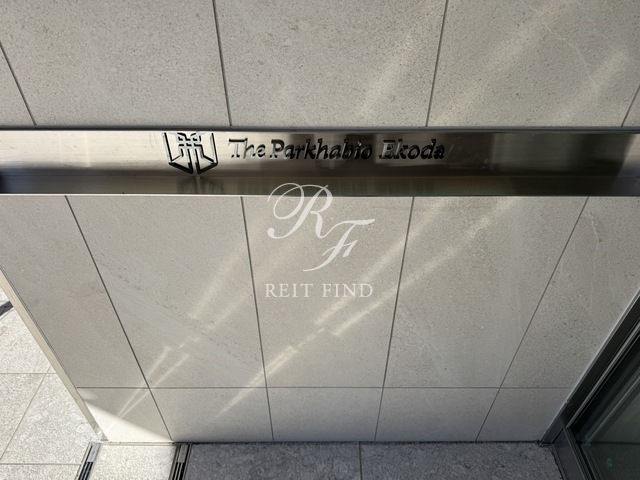 The Parkhabio Ekoda
RF
REIT FIND